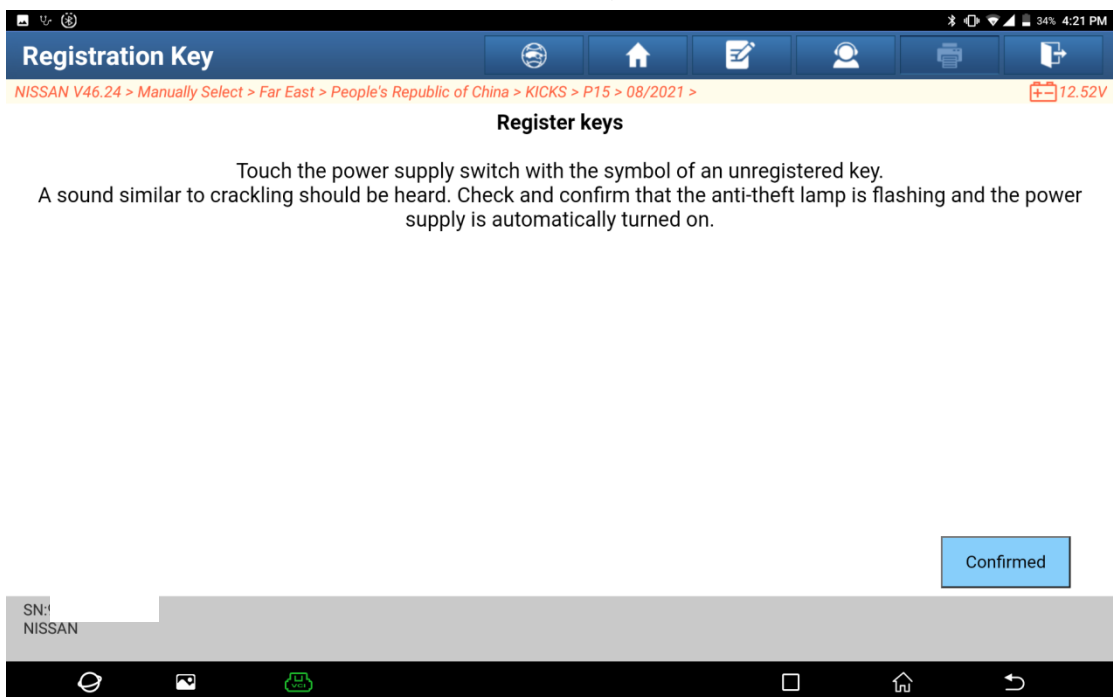 34% 4:21 PM
Registration Key
NISSAN V46.24 > Manually Select > Far East > People's Republic of China > KICKS > P15 > 08/2021 >
12.52V
Register keys
Touch the power supply switch with the symbol of an unregistered key.
A sound similar to crackling should be heard. Check and confirm that the anti-theft lamp is flashing and the power
supply is automatically turned on.
Confirmed
SN:
NISSAN
VCI